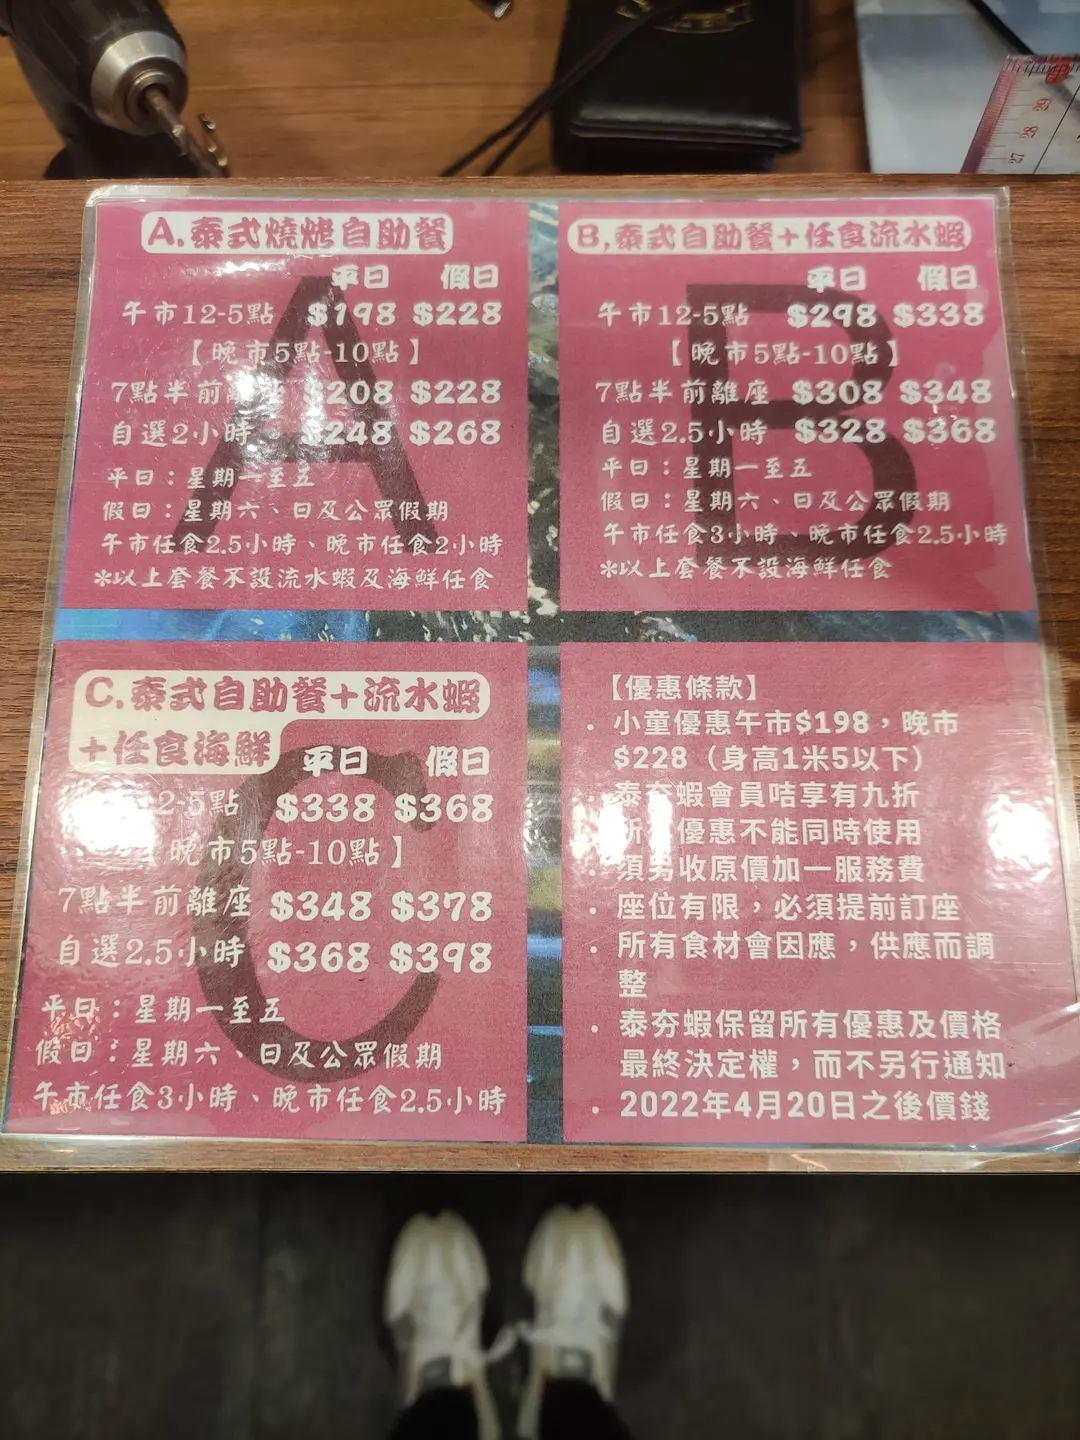 A.泰式燒烤自助餐
平日 假日
午市12-5點 $198 $228
【晚市5點-10點】
7點半前離座 $208 $228
自選2小時 $248 $268
平日：星期一至五
假日：星期六、日及公眾假期
午市任食2.5小時、晚市任食2小時
*以上套餐不設流水蝦及海鮮任食
B,泰式自助餐+任食流水蝦
平日 假日
午市12-5點 $298 $338
【晚市5點-10點】
7點半前離座 $308 $348
自選2.5小時 $328 $368
平日：星期一至五
假日：星期六、日及公眾假期
午市任食3小時、晚市任食2.5小時
*以上套餐不設海鮮任食
C.泰式自助餐+流水蝦
+任食海鮮
平日 假日
2-5點 $338 $368
【晚市5點-10點】
7點半前離座 $348 $378
自選2.5小時 $368 $398
平日：星期一至五
假日：星期六、日及公眾假期
午市任食3小時、晚市任食2.5小時
【優惠條款】
· 小童優惠午市$198，晚市
$228（身高1米5以下）
泰夯蝦會員咭享有九折
所有優惠不能同時使用
須另收原價加一服務費
· 座位有限，必須提前訂座
· 所有食材會因應，供應而調
整
· 泰夯蝦保留所有優惠及價格
最終決定權，而不另行通知
· 2022年4月20日之後價錢